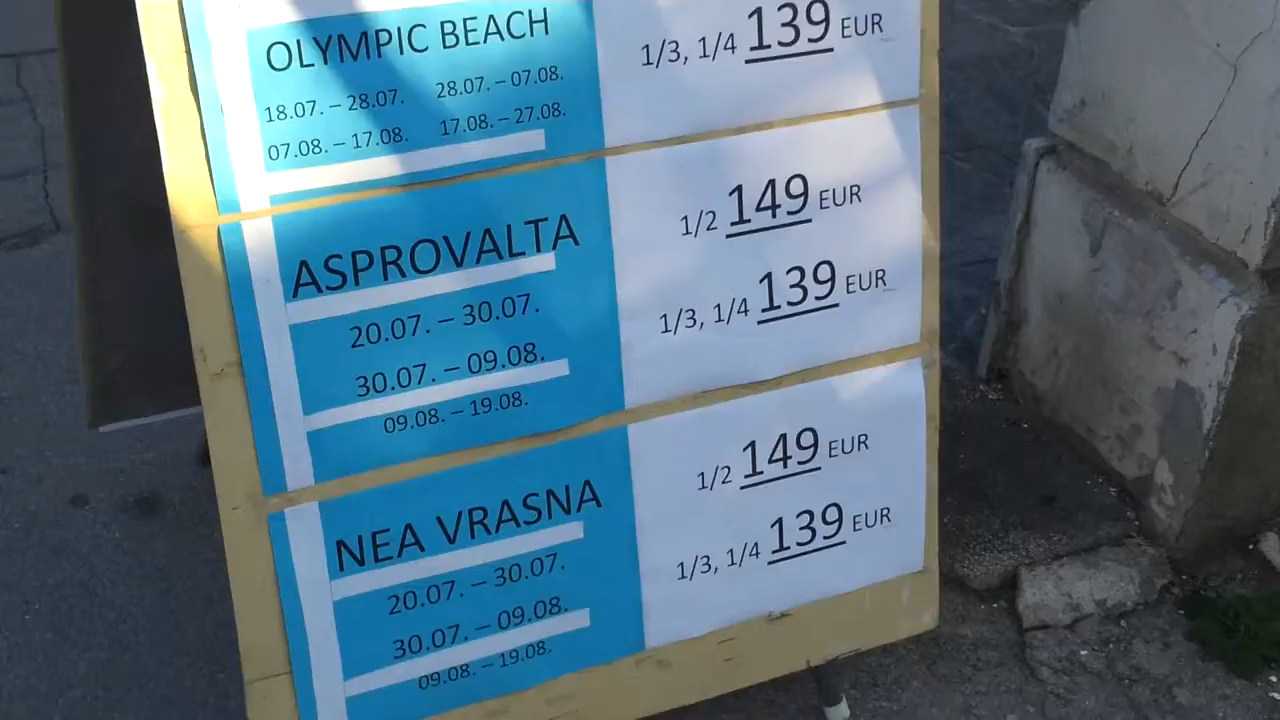 OLYMPIC BEACH
18.07. – 28.07. 28.07. – 07.08.
07.08. – 17.08. 17.08. – 27.08.
1/3, 1/4 139 EUR
ASPROVALTA
20.07. – 30.07.
30.07. – 09.08.
09.08. – 19.08.
1/2 149 EUR
1/3, 1/4 139 EUR
NEA VRASNA
20.07. – 30.07.
30.07. – 09.08.
09.08. – 19.08.
1/2 149 EUR
1/3, 1/4 139 EUR